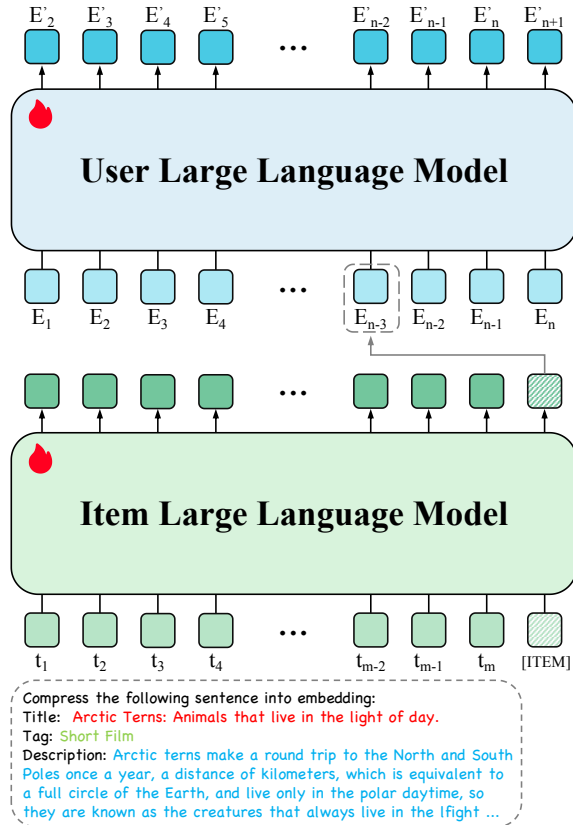 E'2 E'3 E'4 E'5 ... E'n-2 E'n-1 E'n E'n+1
User Large Language Model
E1 E2 E3 E4 ... En-3 En-2 En-1 En
Item Large Language Model
t1 t2 t3 t4 ... tm-2 tm-1 tm [ITEM]
Compress the following sentence into embedding:
Title: Arctic Terns: Animals that live in the light of day.
Tag: Short Film
Description: Arctic terns make a round trip to the North and South
Poles once a year, a distance of kilometers, which is equivalent to
a full circle of the Earth, and live only in the polar daytime, so
they are known as the creatures that always live in the lfight ...